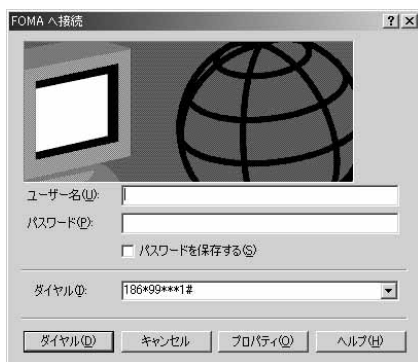 FOMA へ接続
ユーザー名(U):
パスワード(P):
パスワードを保存する(S)
ダイヤル(I): 186*99***1#
ダイヤル(D) キャンセル プロパティ(O) ヘルプ(H)